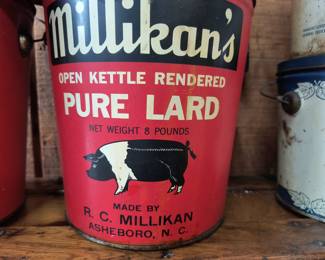 Millikan's
OPEN KETTLE RENDERED
PURE LARD
NET WEIGHT 8 POUNDS
MADE BY
R. C. MILLIKAN
ASHEBORO, N. C.